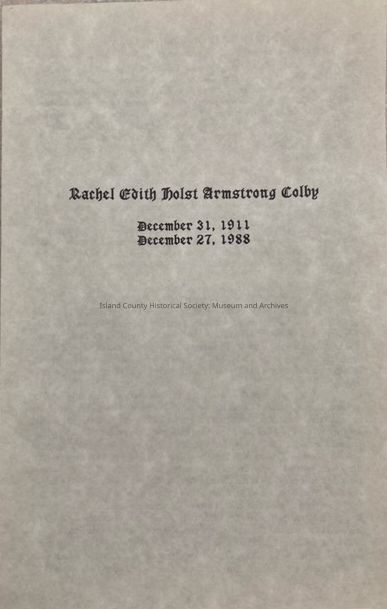 Rachel Edith Holst Armstrong Colby
December 31, 1911
December 27, 1988
Island County Historical Society: Museum and Archives